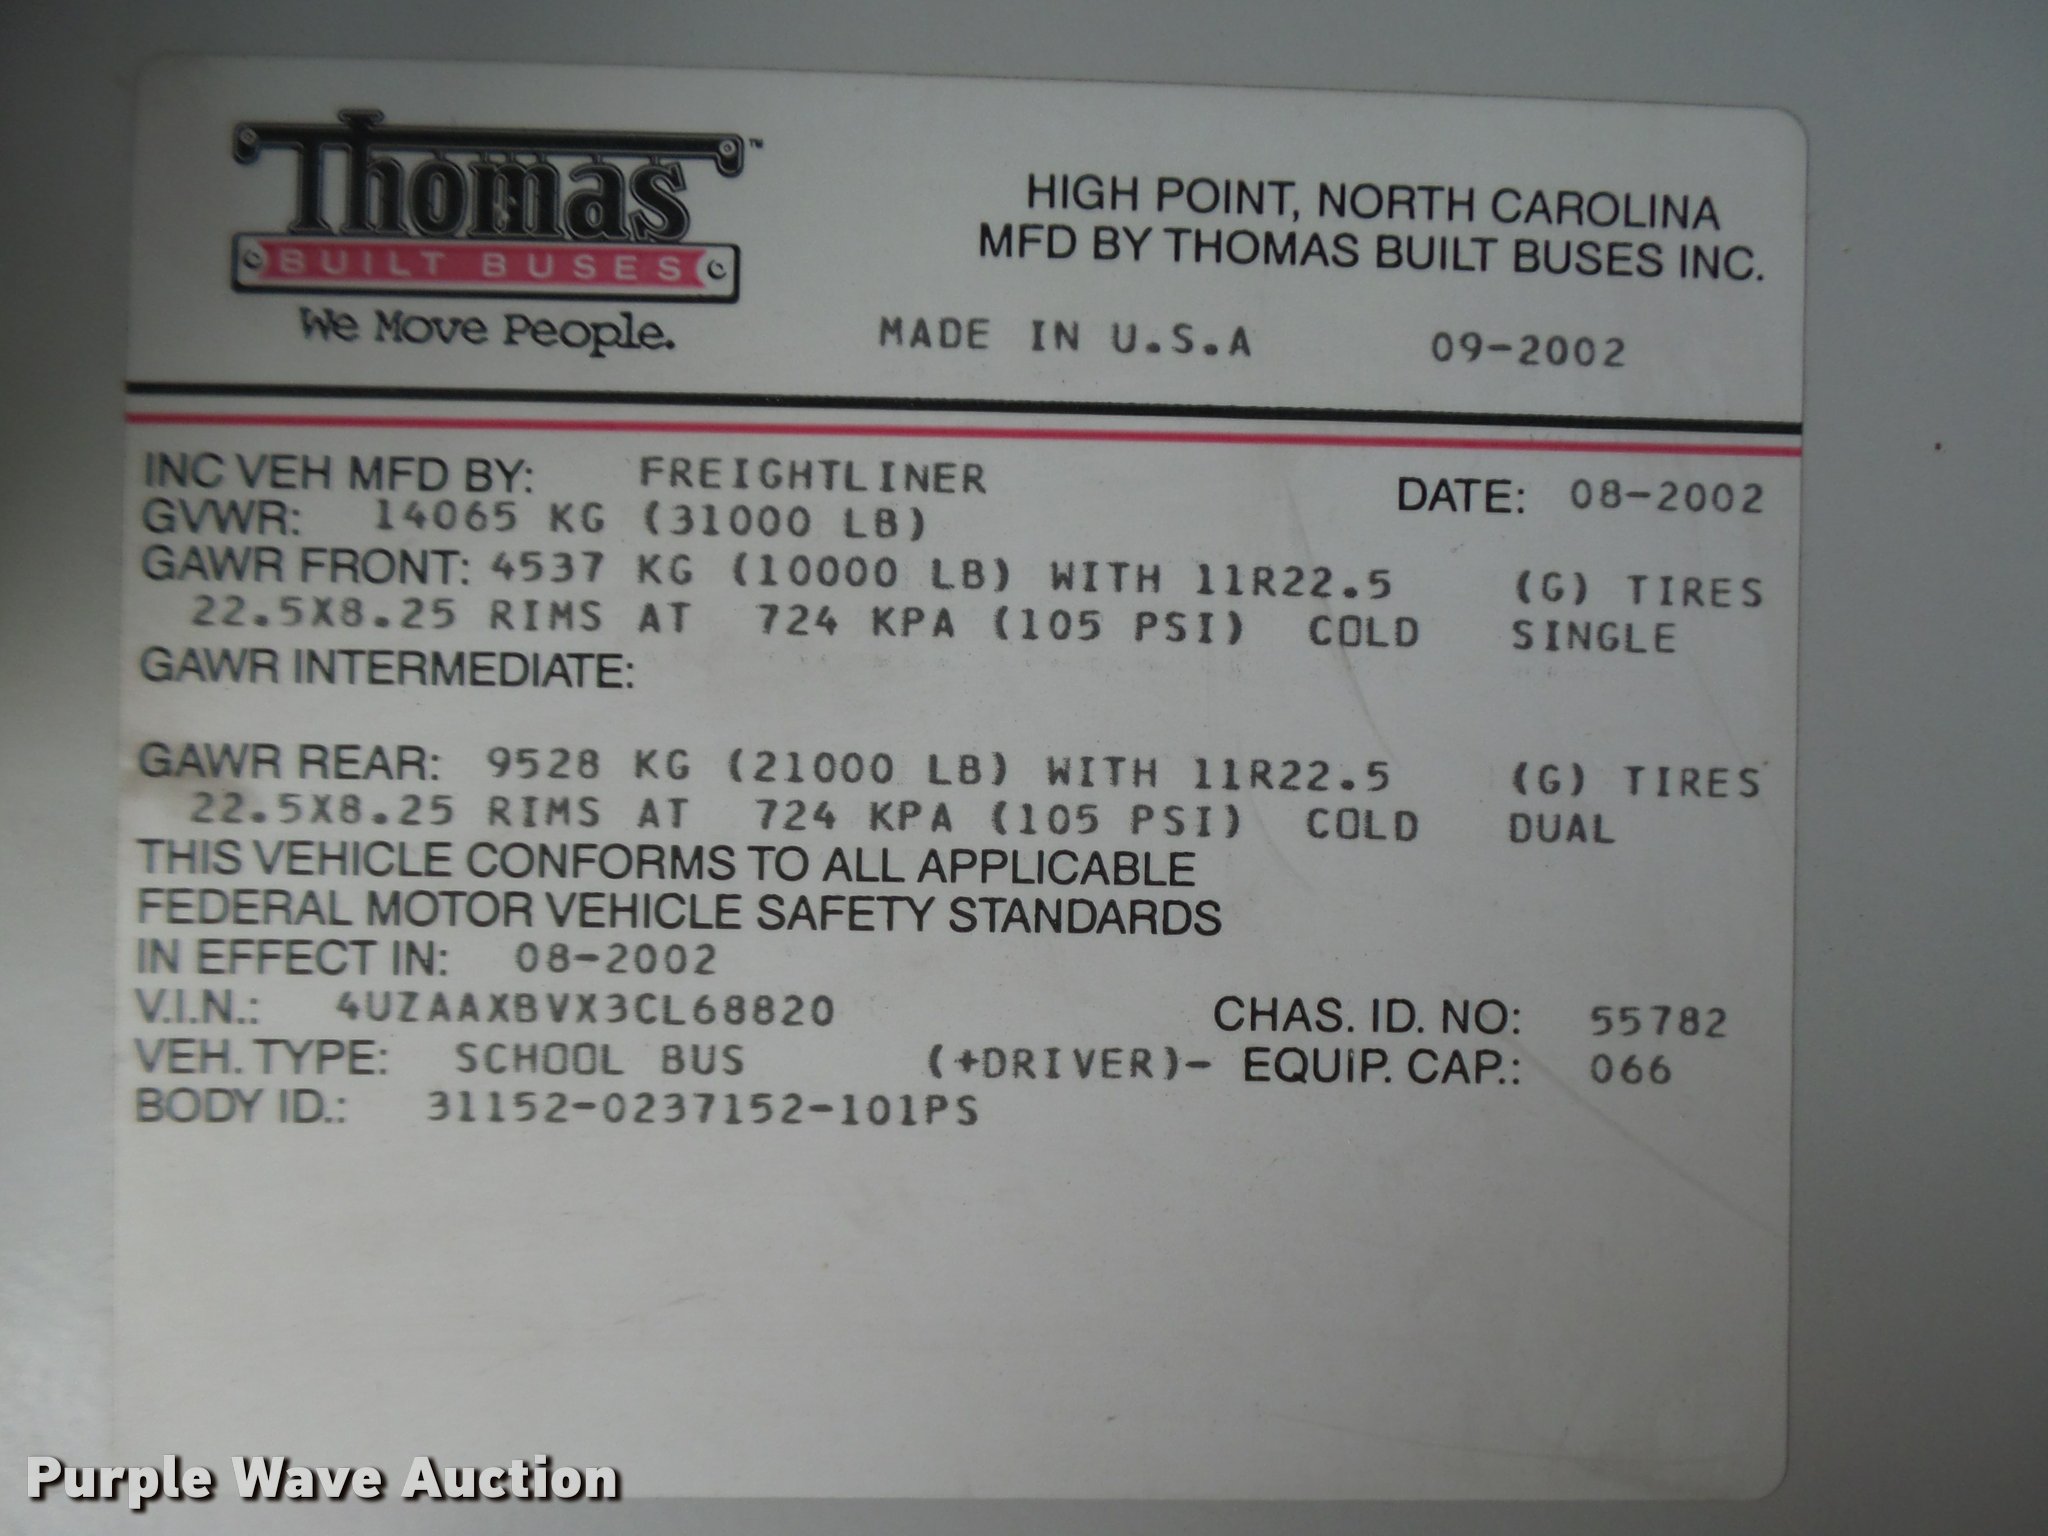 Thomas™
BUILT BUSES
We Move People.
HIGH POINT, NORTH CAROLINA
MFD BY THOMAS BUILT BUSES INC.
MADE IN U.S.A 09-2002
INC VEH MFD BY: FREIGHTLINER DATE: 08-2002
GVWR: 14065 KG (31000 LB)
GAWR FRONT: 4537 KG (10000 LB) WITH 11R22.5 (G) TIRES
22.5X8.25 RIMS AT 724 KPA (105 PSI) COLD SINGLE
GAWR INTERMEDIATE:
GAWR REAR: 9528 KG (21000 LB) WITH 11R22.5 (G) TIRES
22.5X8.25 RIMS AT 724 KPA (105 PSI) COLD DUAL
THIS VEHICLE CONFORMS TO ALL APPLICABLE
FEDERAL MOTOR VEHICLE SAFETY STANDARDS
IN EFFECT IN: 08-2002
V.I.N.: 4UZAAXBVX3CL68820 CHAS. ID. NO: 55782
VEH. TYPE: SCHOOL BUS (+DRIVER)- EQUIP. CAP.: 066
BODY ID.: 31152-0237152-101PS
Purple Wave Auction